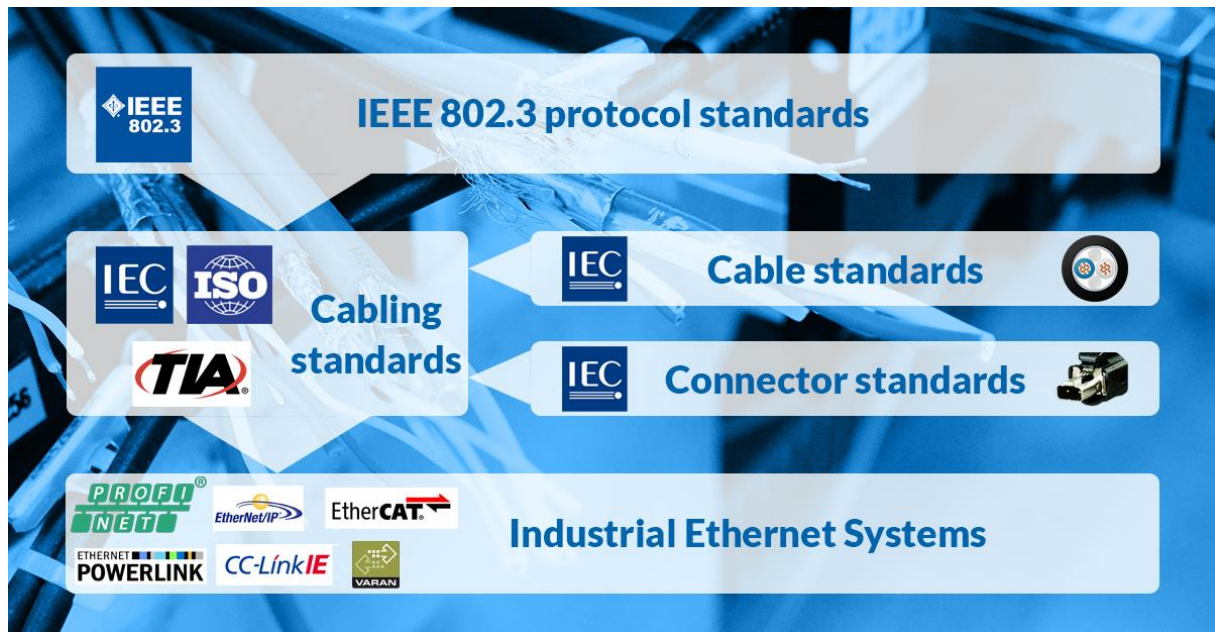 IEEE
802.3
IEEE 802.3 protocol standards
IEC
ISO
TIA®
Cabling
standards
IEC
Cable standards
IEC
Connector standards
PROFI®
NET
EtherNet/IP
EtherCAT®
ETHERNET
POWERLINK
CC-Link IE
VARAN
Industrial Ethernet Systems
56